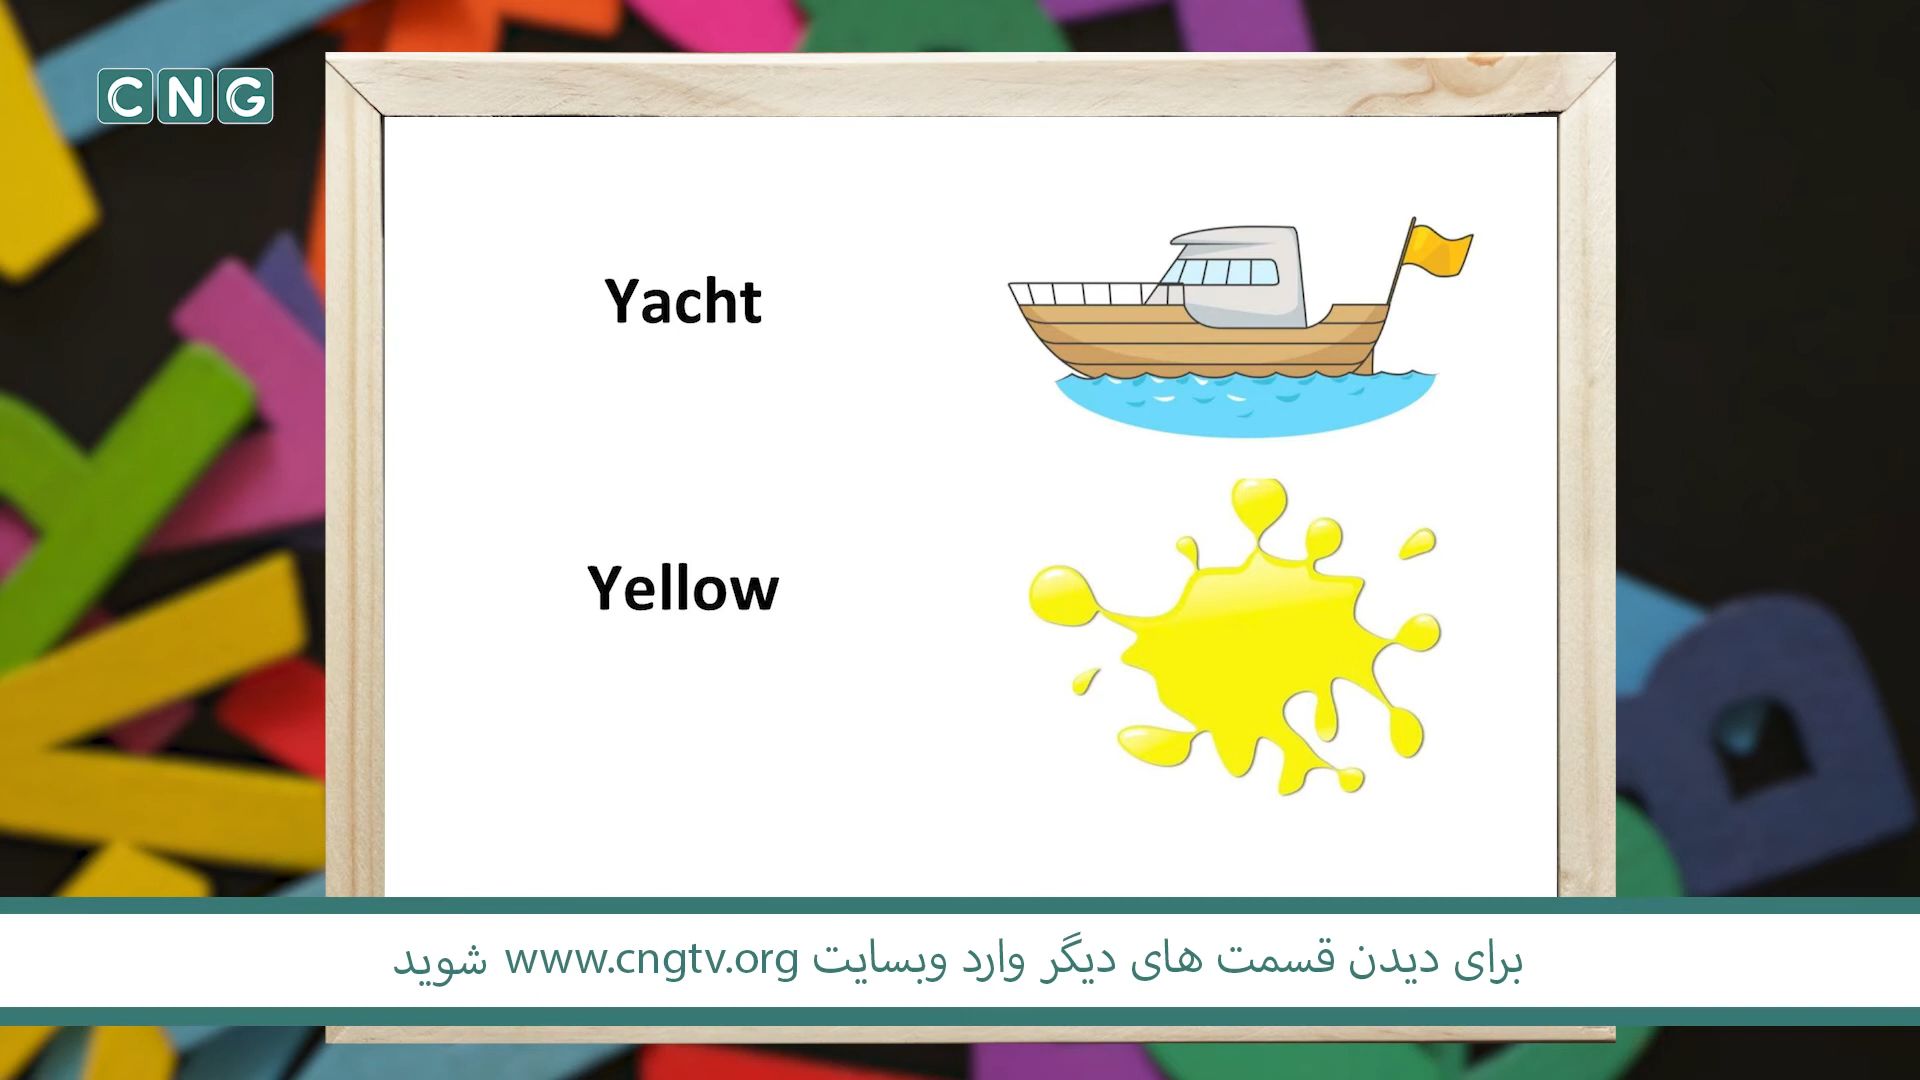 CNG
Yacht
Yellow
برای دیدن قسمت های دیگر وارد وبسایت www.cngtv.org شوید